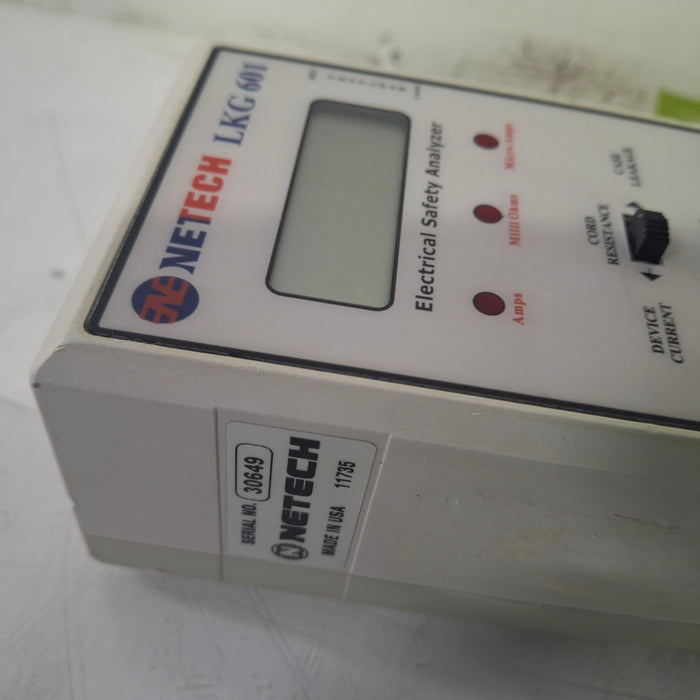 NETECH LKG 601
Electrical Safety Analyzer
Amps
Milli Ohms
Micro Amps
DEVICE
CURRENT
CORD
RESISTANCE
CASE
LEAKAGE
SERIAL NO. 30649
NETECH
MADE IN USA 11735